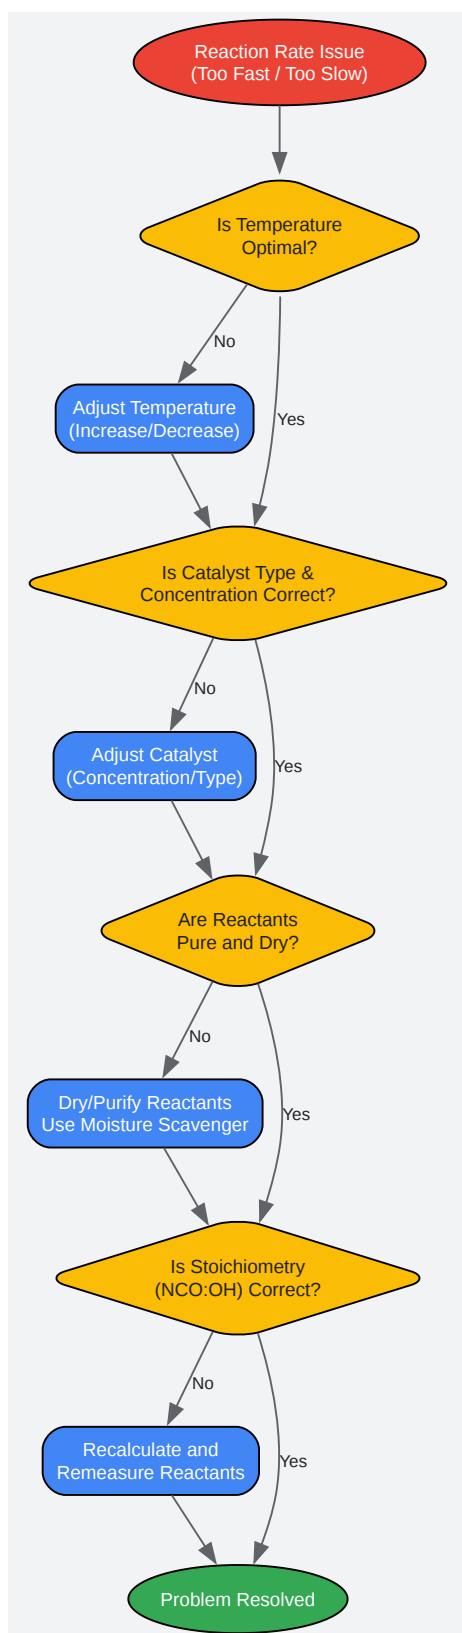 Reaction Rate Issue
(Too Fast / Too Slow)
Is Temperature
Optimal?
No
Adjust Temperature
(Increase/Decrease)
Yes
Is Catalyst Type &
Concentration Correct?
No
Adjust Catalyst
(Concentration/Type)
Yes
Are Reactants
Pure and Dry?
No
Dry/Purify Reactants
Use Moisture Scavenger
Yes
Is Stoichiometry
(NCO:OH) Correct?
No
Recalculate and
Remeasure Reactants
Yes
Problem Resolved